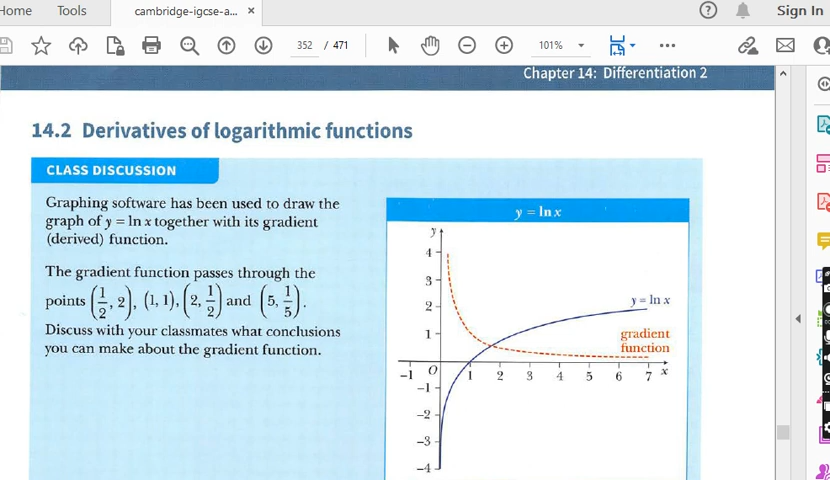 Home Tools cambridge-igcse-a... × Sign In
352 / 471 101%
Chapter 14: Differentiation 2
14.2 Derivatives of logarithmic functions
CLASS DISCUSSION
Graphing software has been used to draw the
graph of y = ln x together with its gradient
(derived) function.
The gradient function passes through the
points (1/2, 2), (1, 1), (2, 1/2) and (5, 1/5).
Discuss with your classmates what conclusions
you can make about the gradient function.
y = ln x
y
4
3
2
y = ln x
1
gradient
function
-1 O 1 2 3 4 5 6 7 x
-1
-2
-3
-4